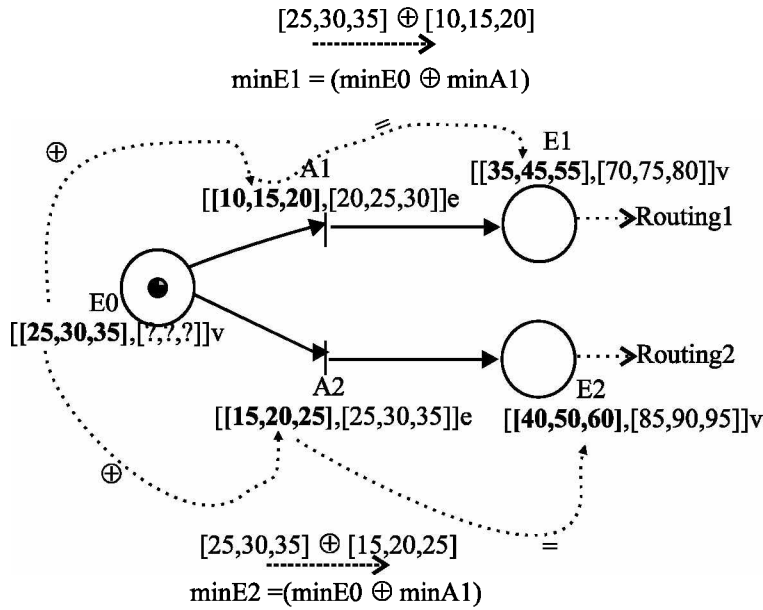 [25,30,35] ⊕ [10,15,20]
minE1 = (minE0 ⊕ minA1)
⊕
=
A1
E1
[[10,15,20],[20,25,30]]e
[[35,45,55],[70,75,80]]v
Routing1
E0
[[25,30,35],[?,?,?]]v
Routing2
A2
E2
[[15,20,25],[25,30,35]]e
[[40,50,60],[85,90,95]]v
⊕
=
[25,30,35] ⊕ [15,20,25]
minE2 =(minE0 ⊕ minA1)